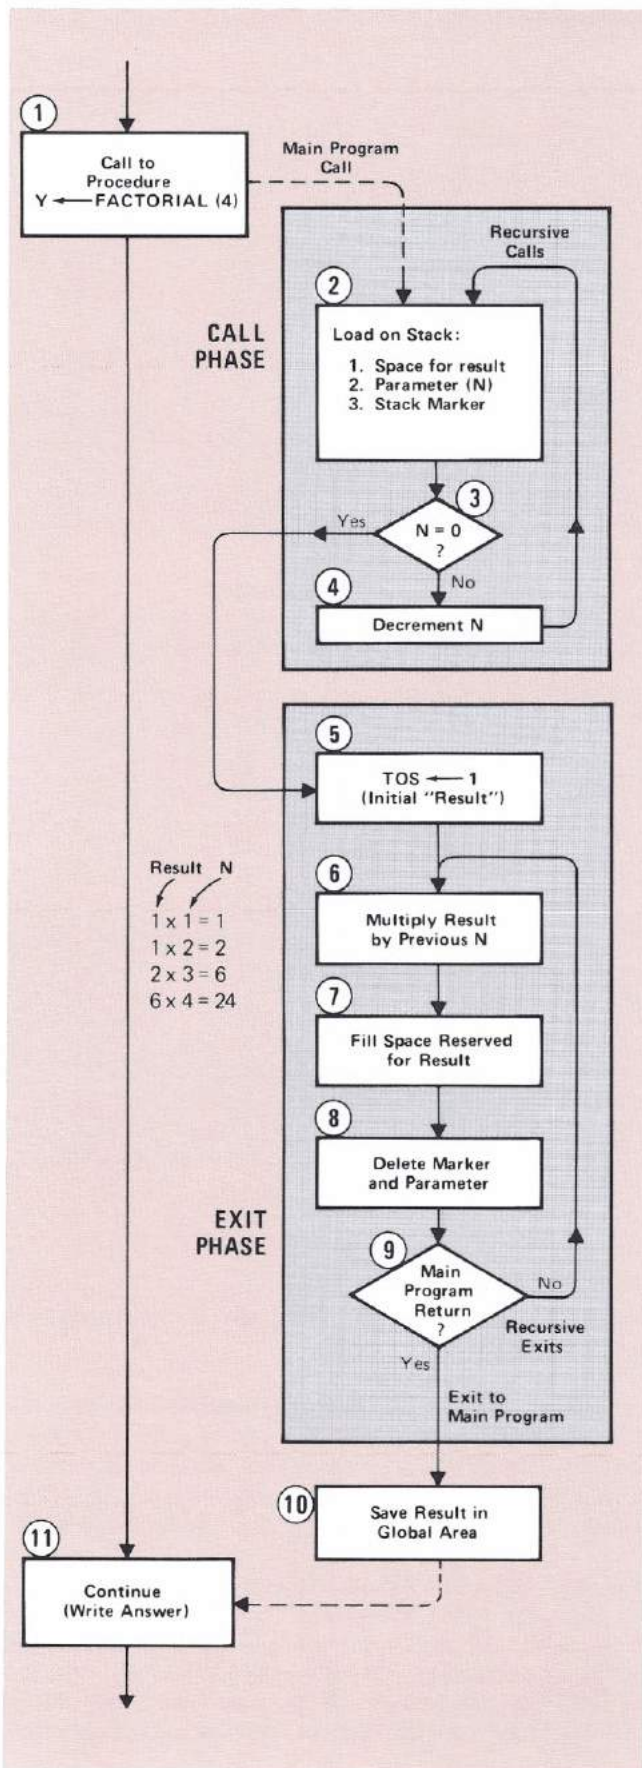 1
Call to
Procedure
Y ← FACTORIAL (4)
Main Program
Call
CALL
PHASE
Recursive
Calls
2
Load on Stack:
1. Space for result
2. Parameter (N)
3. Stack Marker
3
N = 0
?
Yes
No
4
Decrement N
5
TOS ← 1
(Initial "Result")
Result N
1 x 1 = 1
1 x 2 = 2
2 x 3 = 6
6 x 4 = 24
6
Multiply Result
by Previous N
7
Fill Space Reserved
for Result
8
Delete Marker
and Parameter
EXIT
PHASE
9
Main
Program
Return
?
No
Recursive
Exits
Yes
Exit to
Main Program
10
Save Result in
Global Area
11
Continue
(Write Answer)